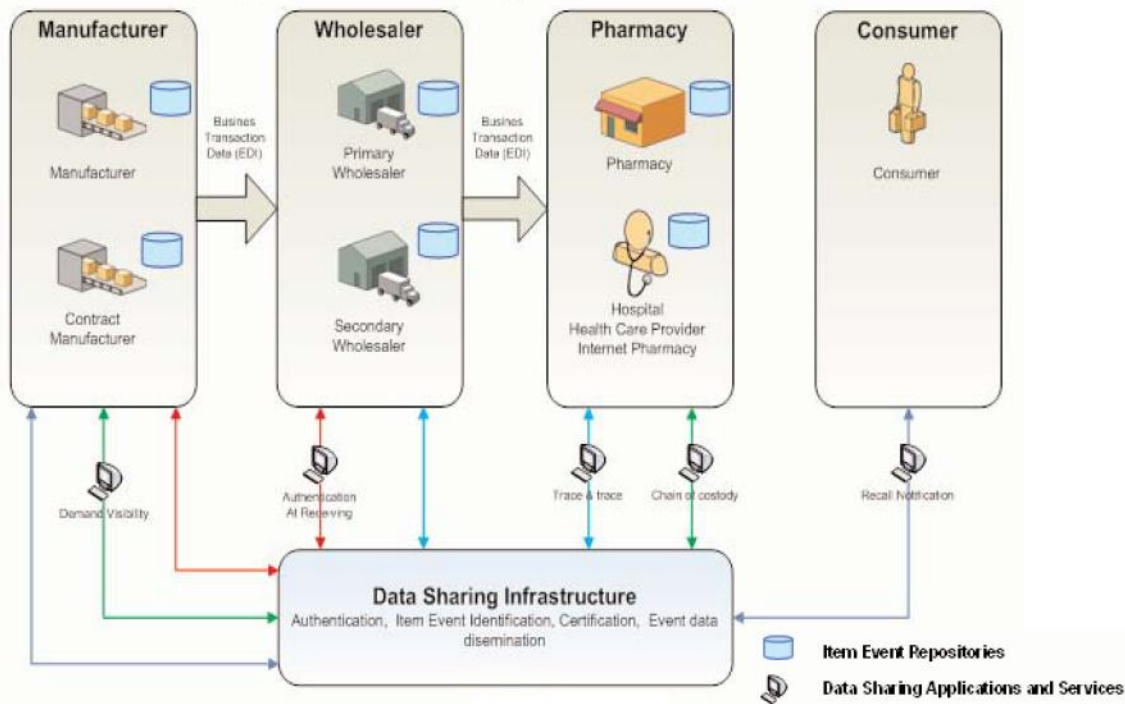 Manufacturer
Wholesaler
Pharmacy
Consumer
Manufacturer
Contract
Manufacturer
Busines
Transaction
Data (EDI)
Primary
Wholesaler
Secondary
Wholesaler
Busines
Transaction
Data (EDI)
Pharmacy
Hospital
Health Care Provider
Internet Pharmacy
Consumer
Demand Visibility
Authentication
At Receiving
Trace & trace
Chain of custody
Recall Notification
Data Sharing Infrastructure
Authentication, Item Event Identification, Certification, Event data
disemination
Item Event Repositories
Data Sharing Applications and Services